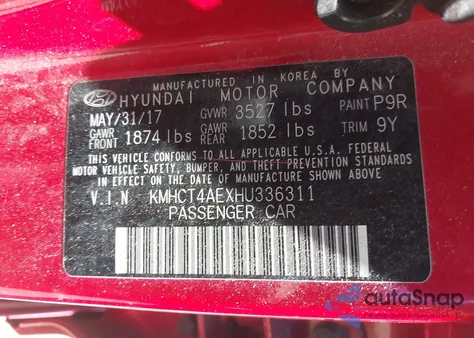 MANUFACTURED IN KOREA BY
HYUNDAI MOTOR COMPANY
MAY/31/17 GVWR 3527 lbs PAINT P9R
GAWR FRONT 1874 lbs GAWR REAR 1852 lbs TRIM 9Y
THIS VEHICLE CONFORMS TO ALL APPLICABLE U.S.A. FEDERAL
MOTOR VEHICLE SAFETY, BUMPER, AND THEFT PREVENTION STANDARDS
IN EFFECT ON THE DATE OF MANUFACTURE SHOWN ABOVE.
V.I.N KMHCT4AEXHU336311
PASSENGER CAR
autoSnap